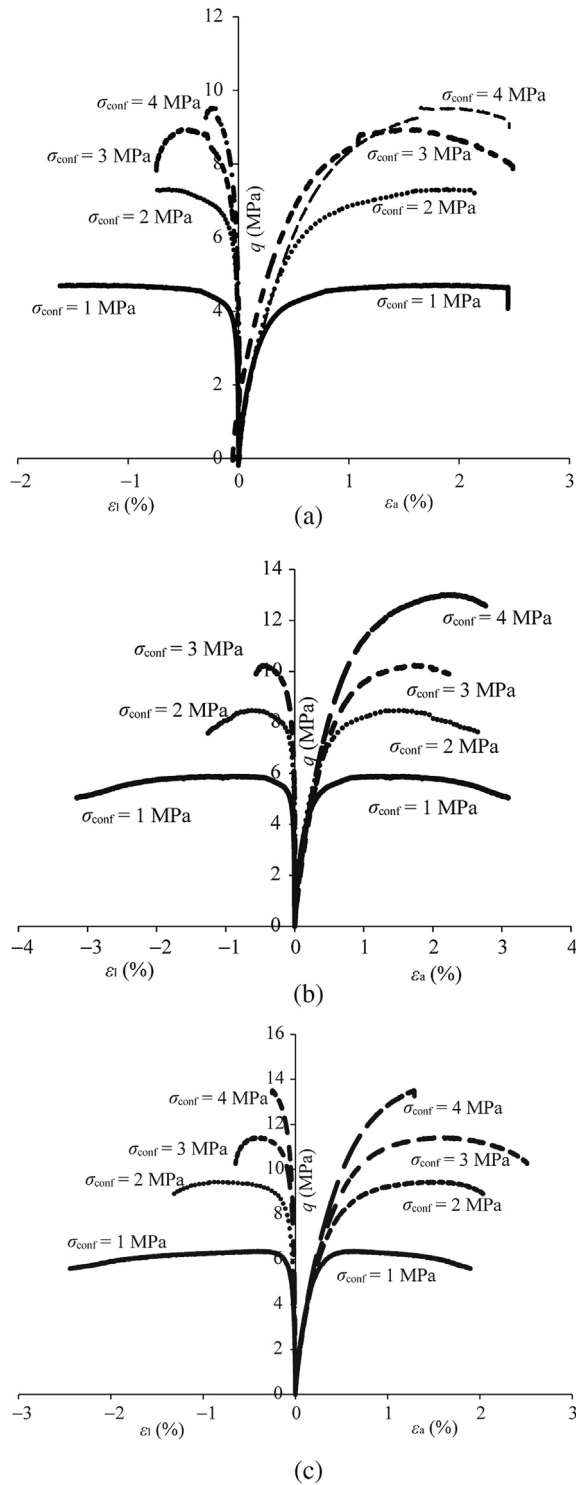 12
10
8
6
4
2
0
q (MPa)
σconf = 4 MPa
σconf = 3 MPa
σconf = 2 MPa
σconf = 1 MPa
σconf = 4 MPa
σconf = 3 MPa
σconf = 2 MPa
σconf = 1 MPa
−2 −1 0 1 2 3
εl (%) εa (%)
(a)
14
12
10
8
6
4
2
0
q (MPa)
σconf = 3 MPa
σconf = 2 MPa
σconf = 1 MPa
σconf = 4 MPa
σconf = 3 MPa
σconf = 2 MPa
σconf = 1 MPa
−4 −3 −2 −1 0 1 2 3 4
εl (%) εa (%)
(b)
16
14
12
10
8
6
4
2
0
q (MPa)
σconf = 4 MPa
σconf = 3 MPa
σconf = 2 MPa
σconf = 1 MPa
σconf = 4 MPa
σconf = 3 MPa
σconf = 2 MPa
σconf = 1 MPa
−3 −2 −1 0 1 2 3
εl (%) εa (%)
(c)